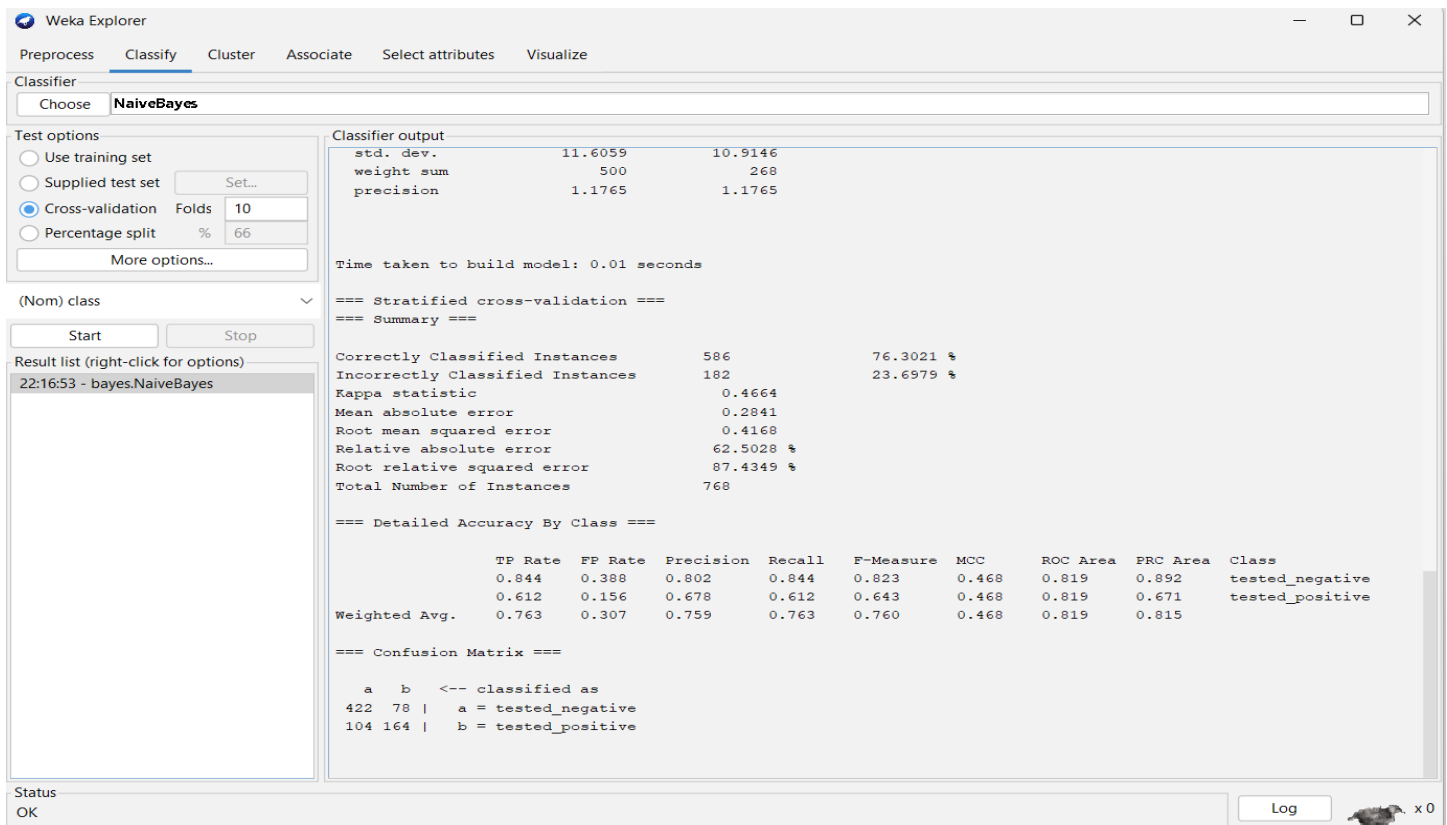 Weka Explorer
Preprocess Classify Cluster Associate Select attributes Visualize
Classifier
Choose NaiveBayes
Test options
Use training set
Supplied test set Set...
Cross-validation Folds 10
Percentage split % 66
More options...
(Nom) class
Start Stop
Result list (right-click for options)
22:16:53 - bayes.NaiveBayes
Classifier output
std. dev. 11.6059 10.9146
weight sum 500 268
precision 1.1765 1.1765
Time taken to build model: 0.01 seconds
=== Stratified cross-validation ===
=== Summary ===
Correctly Classified Instances 586 76.3021 %
Incorrectly Classified Instances 182 23.6979 %
Kappa statistic 0.4664
Mean absolute error 0.2841
Root mean squared error 0.4168
Relative absolute error 62.5028 %
Root relative squared error 87.4349 %
Total Number of Instances 768
=== Detailed Accuracy By Class ===
TP Rate FP Rate Precision Recall F-Measure MCC ROC Area PRC Area Class
0.844 0.388 0.802 0.844 0.823 0.468 0.819 0.892 tested_negative
0.612 0.156 0.678 0.612 0.643 0.468 0.819 0.671 tested_positive
Weighted Avg. 0.763 0.307 0.759 0.763 0.760 0.468 0.819 0.815
=== Confusion Matrix ===
a b <-- classified as
422 78 | a = tested_negative
104 164 | b = tested_positive
Status
OK
Log x 0